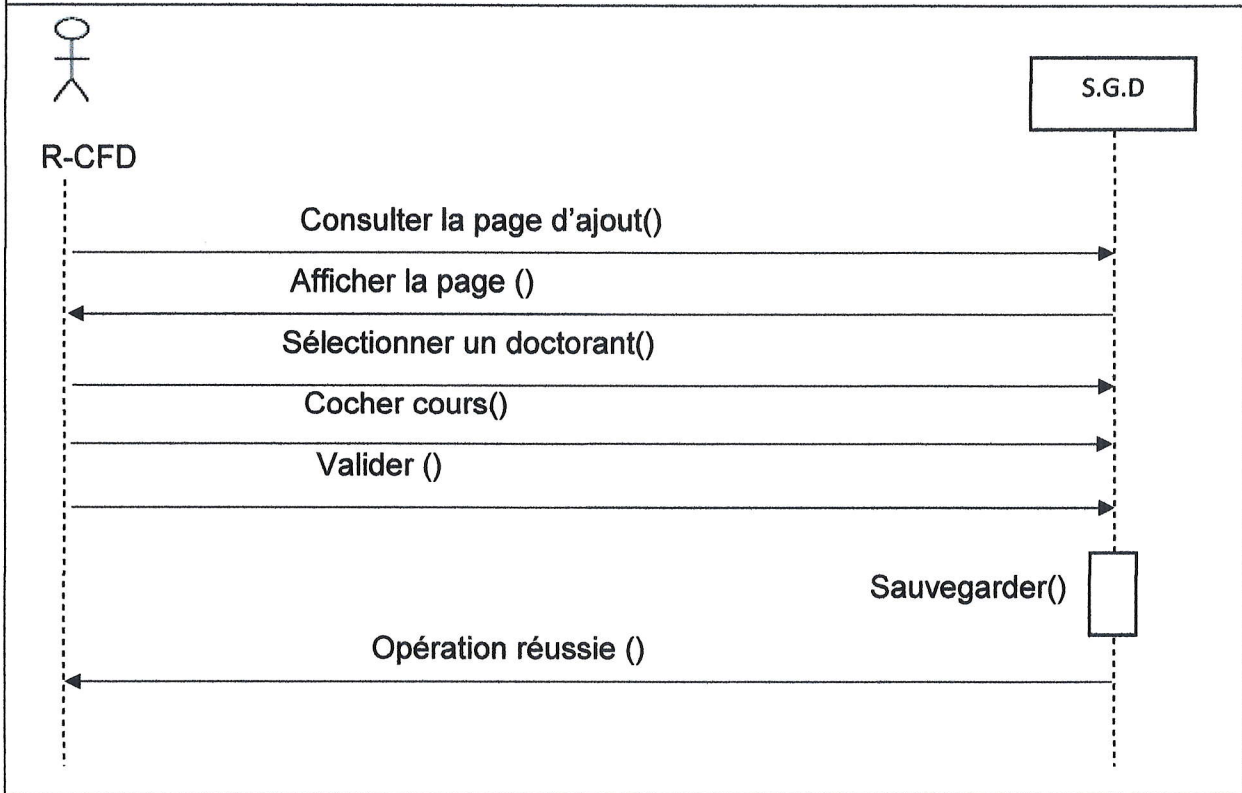 S.G.D
R-CFD
Consulter la page d'ajout()
Afficher la page ()
Sélectionner un doctorant()
Cocher cours()
Valider ()
Sauvegarder()
Opération réussie ()